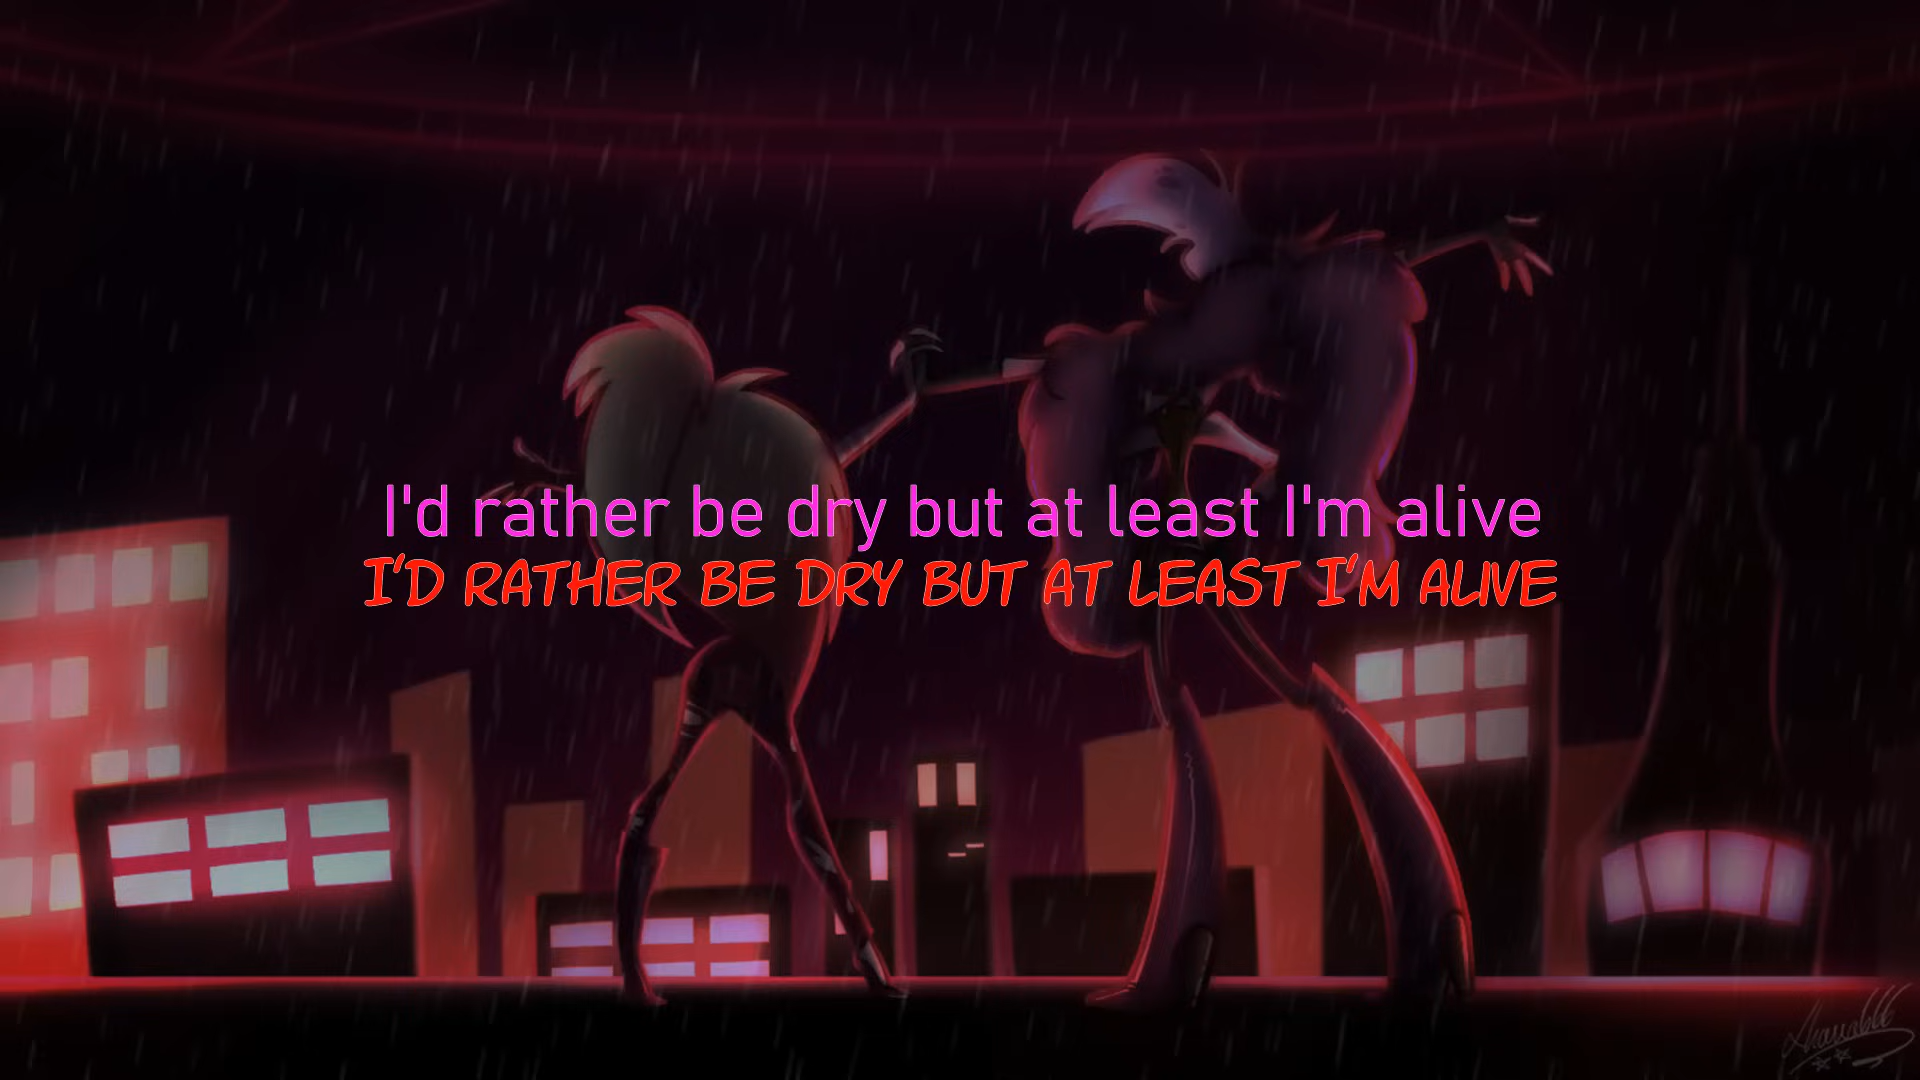 I'd rather be dry but at least I'm alive
I'D RATHER BE DRY BUT AT LEAST I'M ALIVE